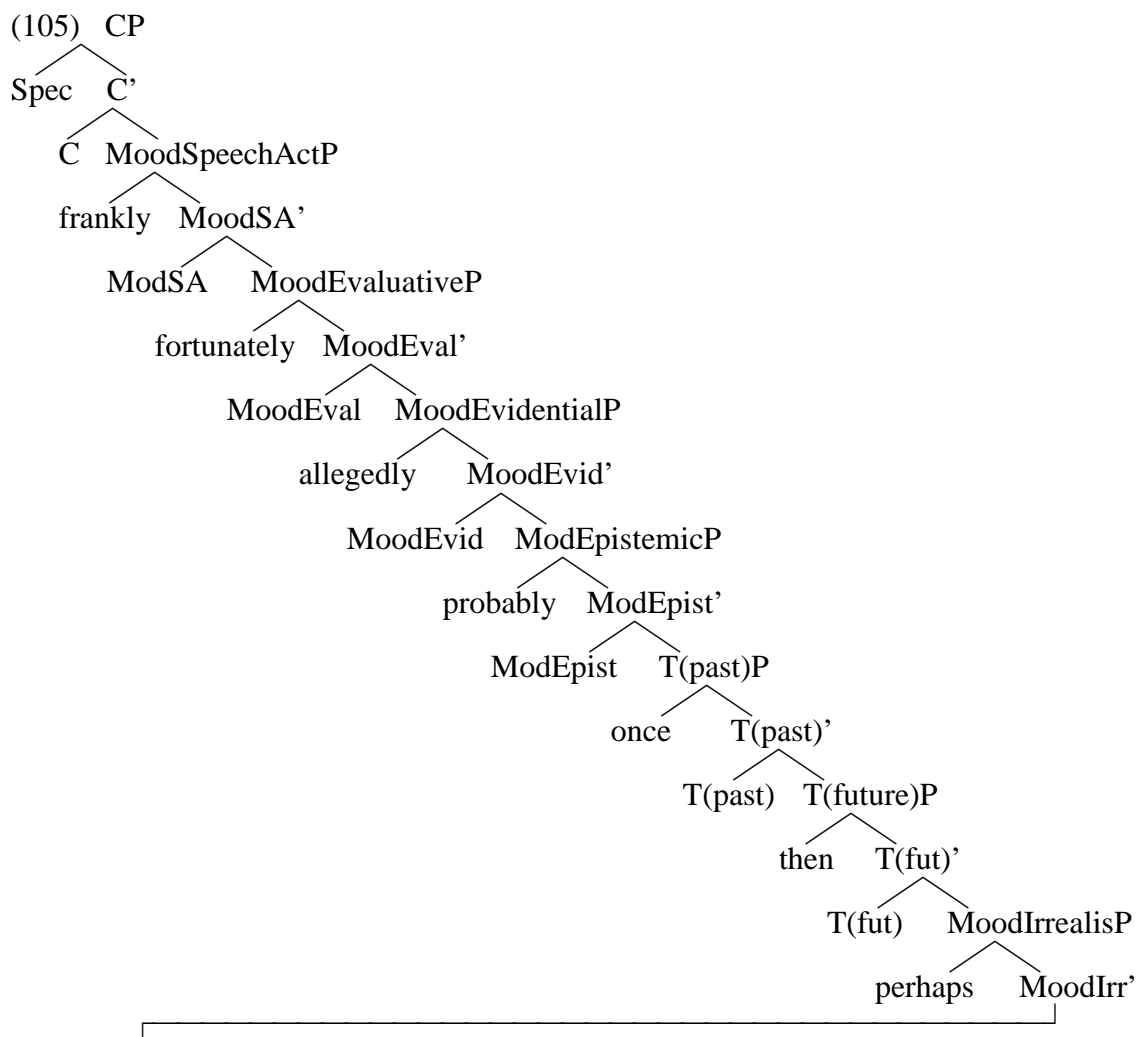 (105) CP
Spec C’
C MoodSpeechActP
frankly MoodSA’
ModSA MoodEvaluativeP
fortunately MoodEval’
MoodEval MoodEvidentialP
allegedly MoodEvid’
MoodEvid ModEpistemicP
probably ModEpist’
ModEpist T(past)P
once T(past)’
T(past) T(future)P
then T(fut)’
T(fut) MoodIrrealisP
perhaps MoodIrr’